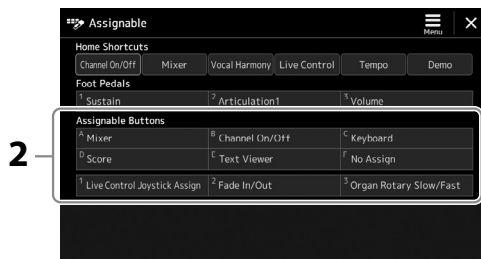 Assignable
Menu
Home Shortcuts
Channel On/Off Mixer Vocal Harmony Live Control Tempo Demo
Foot Pedals
1 Sustain 2 Articulation1 3 Volume
Assignable Buttons
A Mixer B Channel On/Off C Keyboard
2
D Score E Text Viewer F No Assign
1 Live Control Joystick Assign 2 Fade In/Out 3 Organ Rotary Slow/Fast